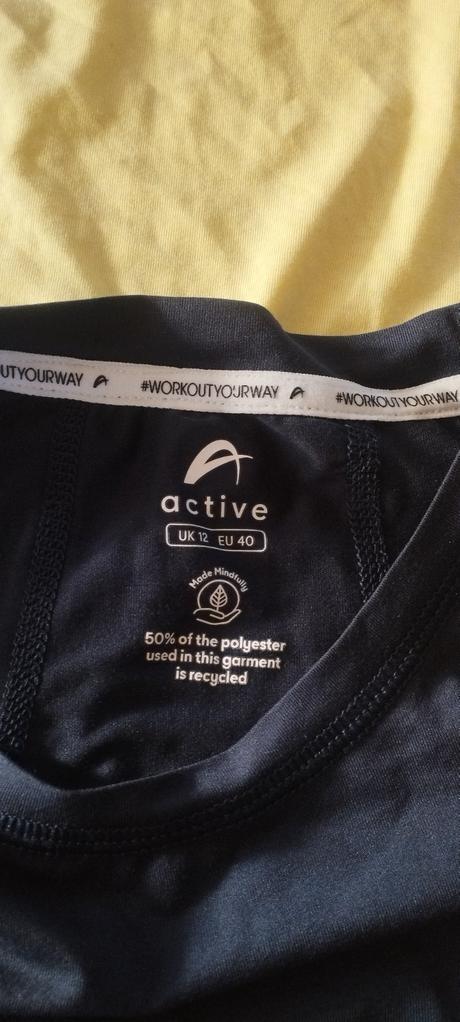 UTYOURWAY #WORKOUTYOURWAY #WORKOUTYOURWAY
active
UK 12 EU 40
Made Mindfully
50% of the polyester
used in this garment
is recycled